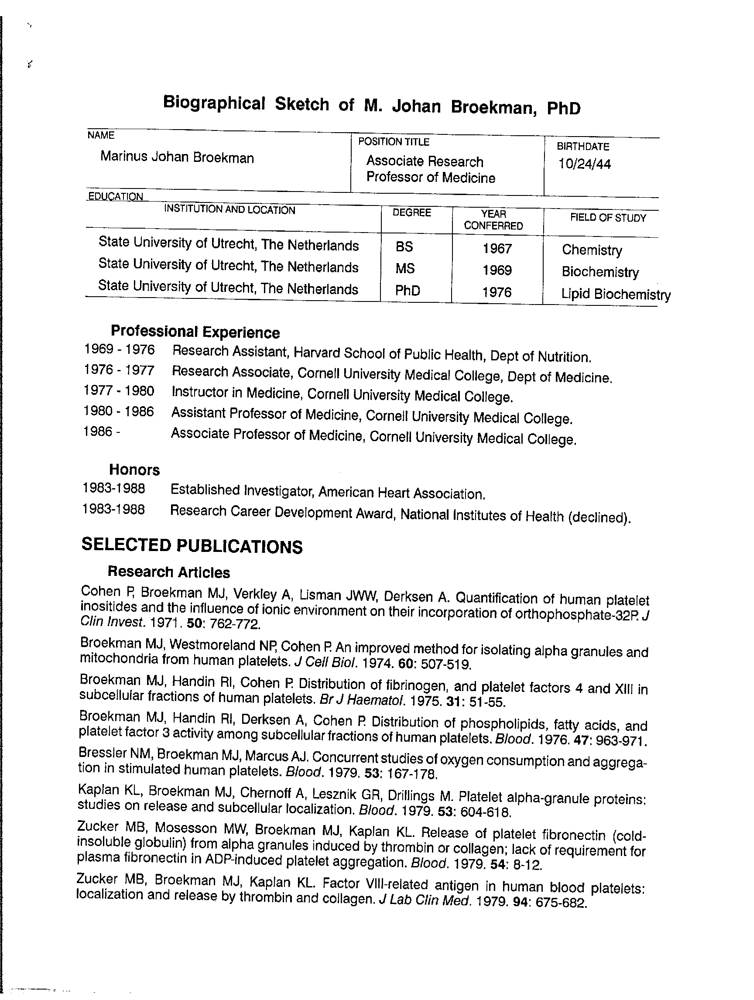 Biographical Sketch of M. Johan Broekman, PhD
NAME
Marinus Johan Broekman
POSITION TITLE
Associate Research
Professor of Medicine
BIRTHDATE
10/24/44
EDUCATION
INSTITUTION AND LOCATION DEGREE YEAR CONFERRED FIELD OF STUDY
State University of Utrecht, The Netherlands BS 1967 Chemistry
State University of Utrecht, The Netherlands MS 1969 Biochemistry
State University of Utrecht, The Netherlands PhD 1976 Lipid Biochemistry
Professional Experience
1969 - 1976 Research Assistant, Harvard School of Public Health, Dept of Nutrition.
1976 - 1977 Research Associate, Cornell University Medical College, Dept of Medicine.
1977 - 1980 Instructor in Medicine, Cornell University Medical College.
1980 - 1986 Assistant Professor of Medicine, Cornell University Medical College.
1986 - Associate Professor of Medicine, Cornell University Medical College.
Honors
1983-1988 Established Investigator, American Heart Association.
1983-1988 Research Career Development Award, National Institutes of Health (declined).
SELECTED PUBLICATIONS
Research Articles
Cohen P, Broekman MJ, Verkley A, Lisman JWW, Derksen A. Quantification of human platelet
inositides and the influence of ionic environment on their incorporation of orthophosphate-32P. J
Clin Invest. 1971. 50: 762-772.
Broekman MJ, Westmoreland NP, Cohen P. An improved method for isolating alpha granules and
mitochondria from human platelets. J Cell Biol. 1974. 60: 507-519.
Broekman MJ, Handin RI, Cohen P. Distribution of fibrinogen, and platelet factors 4 and XIII in
subcellular fractions of human platelets. Br J Haematol. 1975. 31: 51-55.
Broekman MJ, Handin RI, Derksen A, Cohen P. Distribution of phospholipids, fatty acids, and
platelet factor 3 activity among subcellular fractions of human platelets. Blood. 1976. 47: 963-971.
Bressler NM, Broekman MJ, Marcus AJ. Concurrent studies of oxygen consumption and aggrega-
tion in stimulated human platelets. Blood. 1979. 53: 167-178.
Kaplan KL, Broekman MJ, Chernoff A, Lesznik GR, Drillings M. Platelet alpha-granule proteins:
studies on release and subcellular localization. Blood. 1979. 53: 604-618.
Zucker MB, Mosesson MW, Broekman MJ, Kaplan KL. Release of platelet fibronectin (cold-
insoluble globulin) from alpha granules induced by thrombin or collagen; lack of requirement for
plasma fibronectin in ADP-induced platelet aggregation. Blood. 1979. 54: 8-12.
Zucker MB, Broekman MJ, Kaplan KL. Factor VIII-related antigen in human blood platelets:
localization and release by thrombin and collagen. J Lab Clin Med. 1979. 94: 675-682.